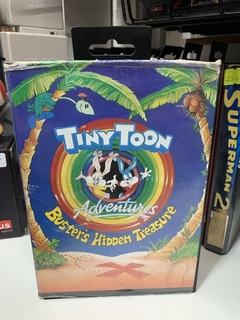 TINY TOON
Adventures
Buster's Hidden Treasure
SUPERMAN 2